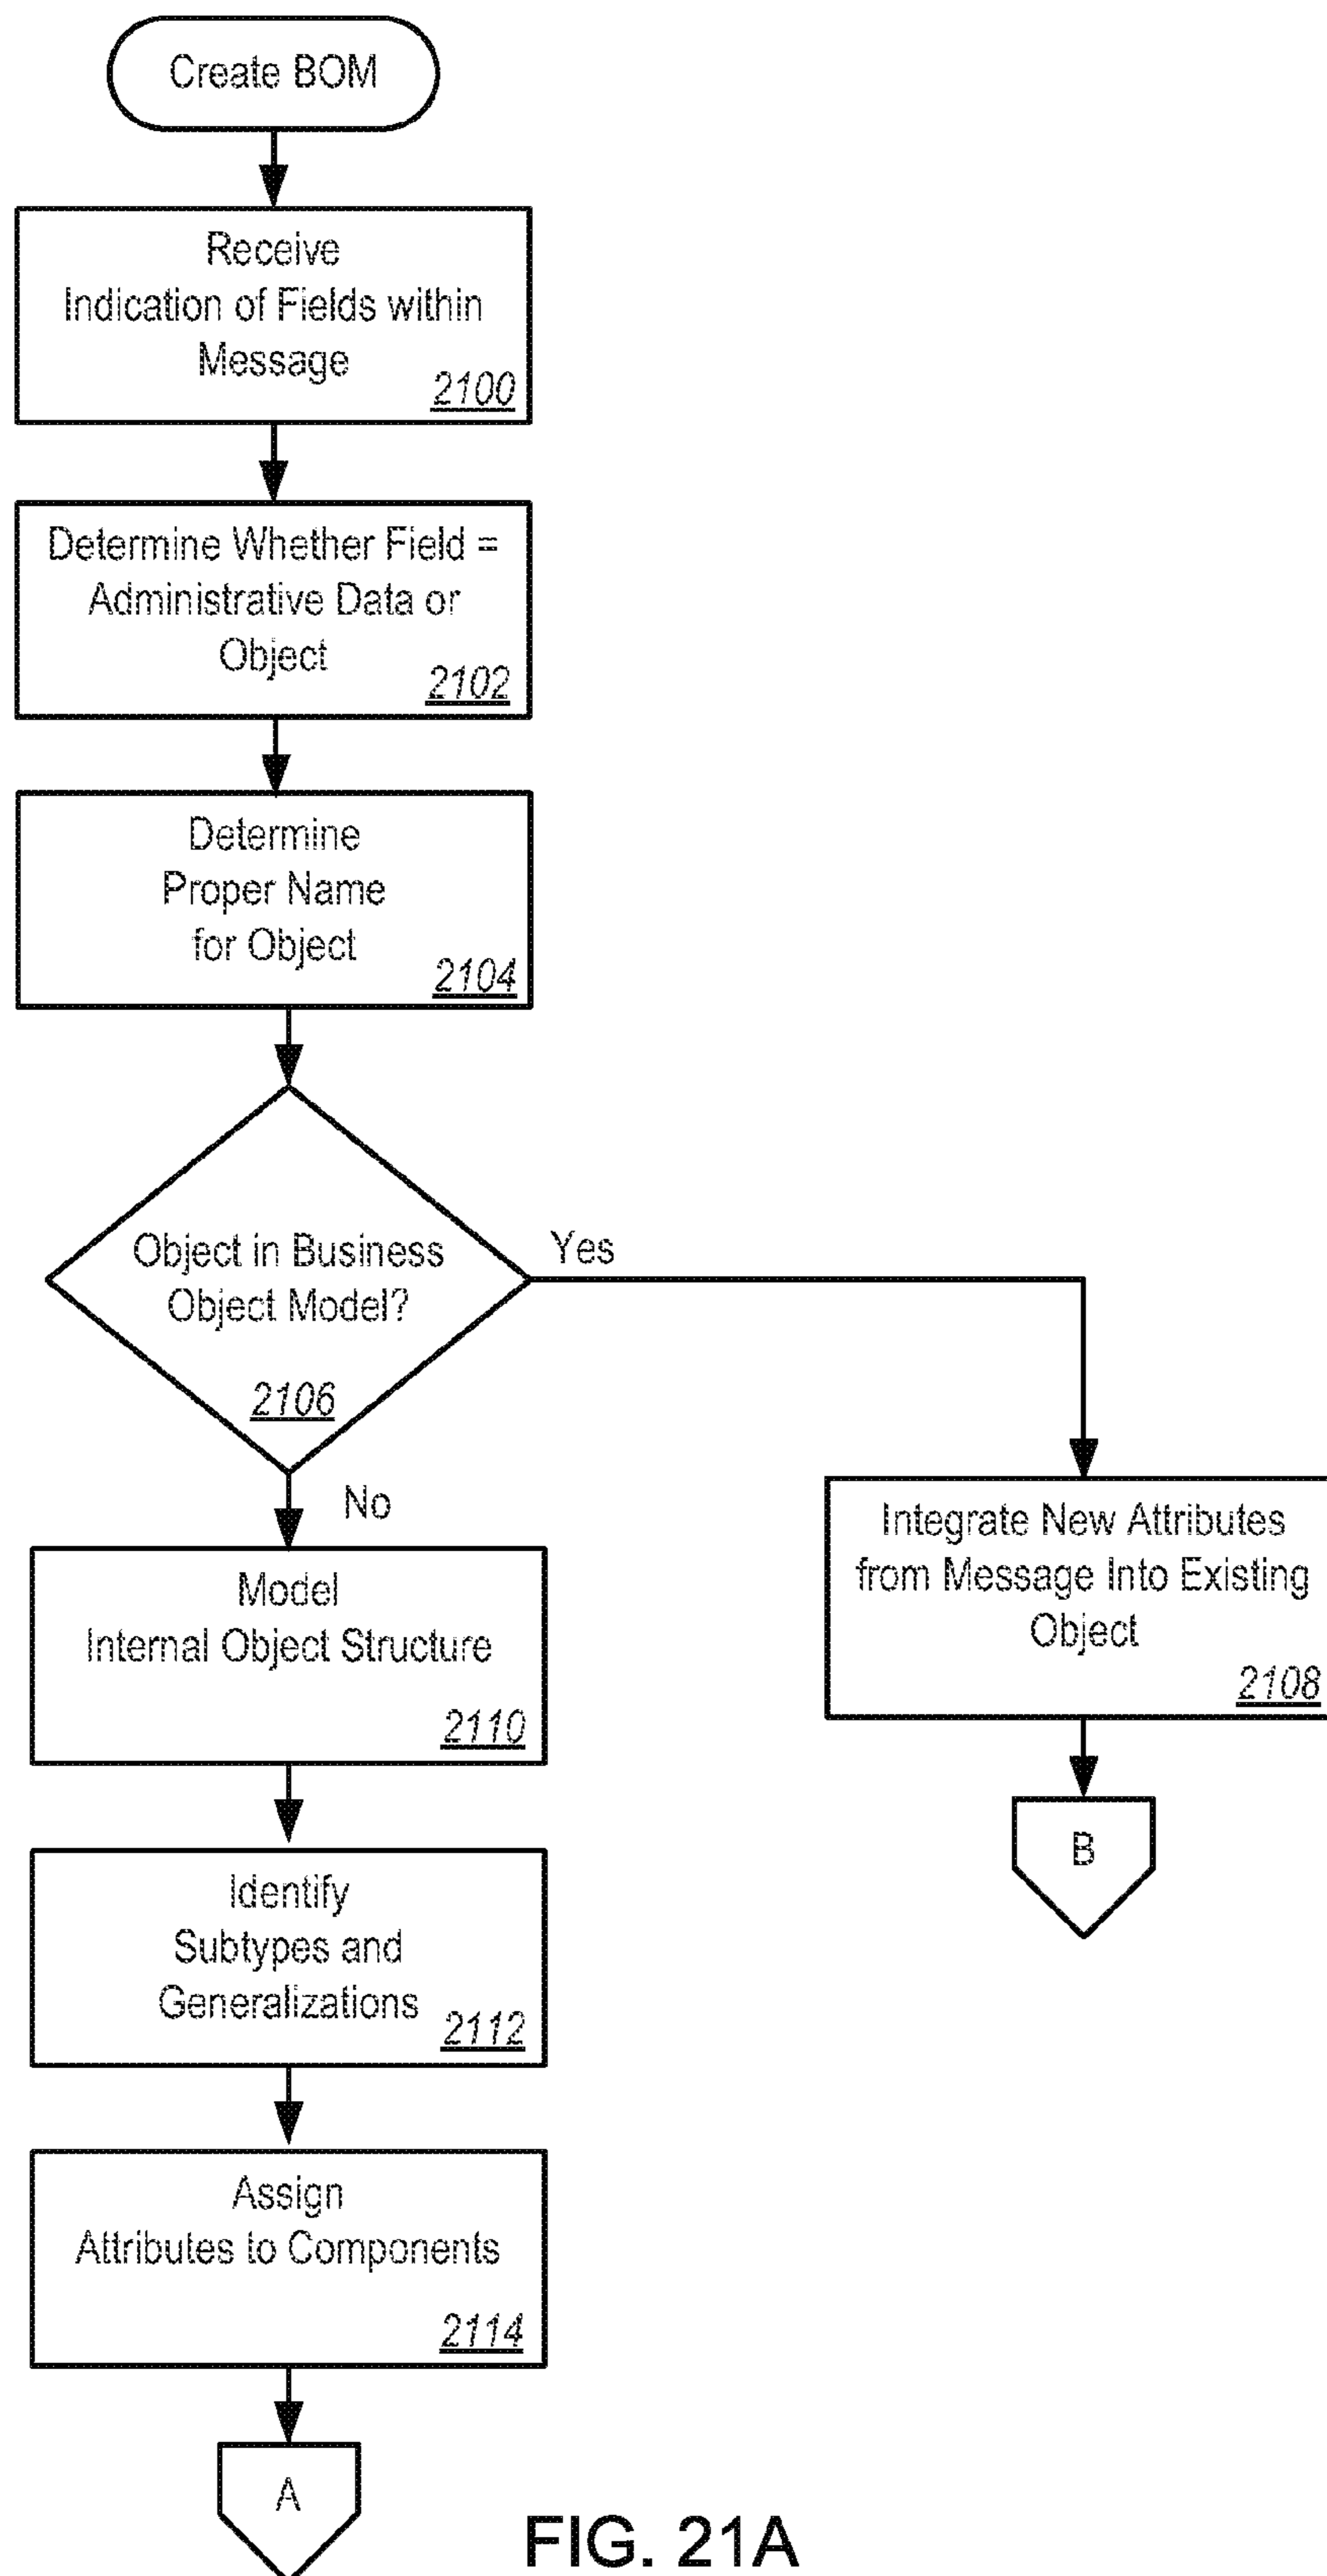 Create BOM
Receive
Indication of Fields within
Message
2100
Determine Whether Field =
Administrative Data or
Object
2102
Determine
Proper Name
for Object
2104
Object in Business
Object Model?
2106
Yes
No
Integrate New Attributes
from Message Into Existing
Object
2108
B
Model
Internal Object Structure
2110
Identify
Subtypes and
Generalizations
2112
Assign
Attributes to Components
2114
A
FIG. 21A